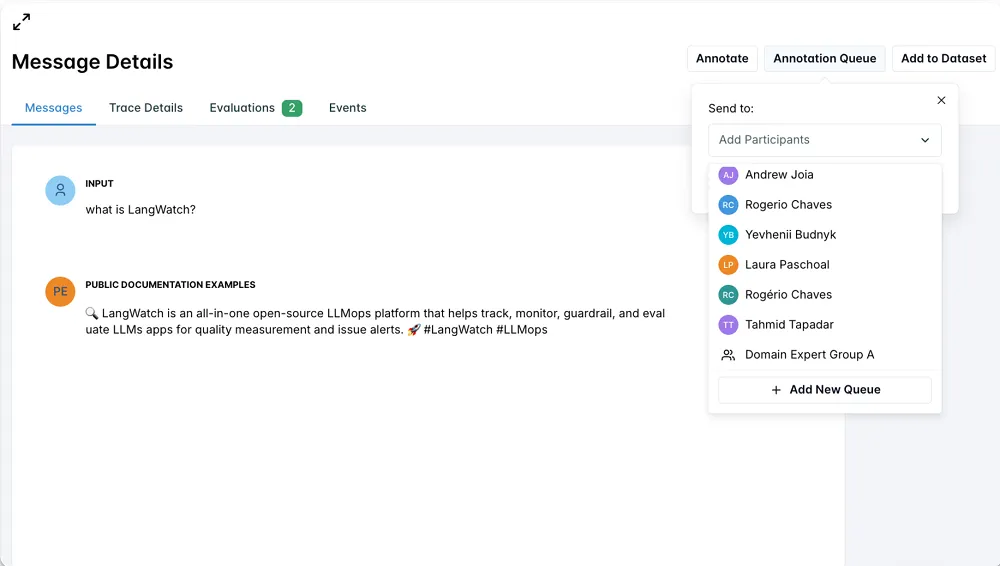 Message Details
Annotate
Annotation Queue
Add to Dataset
Messages
Trace Details
Evaluations 2
Events
Send to:
Add Participants
AJ Andrew Joia
RC Rogerio Chaves
YB Yevhenii Budnyk
LP Laura Paschoal
RC Rogério Chaves
TT Tahmid Tapadar
Domain Expert Group A
+ Add New Queue
INPUT
what is LangWatch?
PE
PUBLIC DOCUMENTATION EXAMPLES
🔍 LangWatch is an all-in-one open-source LLMops platform that helps track, monitor, guardrail, and eval
uate LLMs apps for quality measurement and issue alerts. 🚀 #LangWatch #LLMops